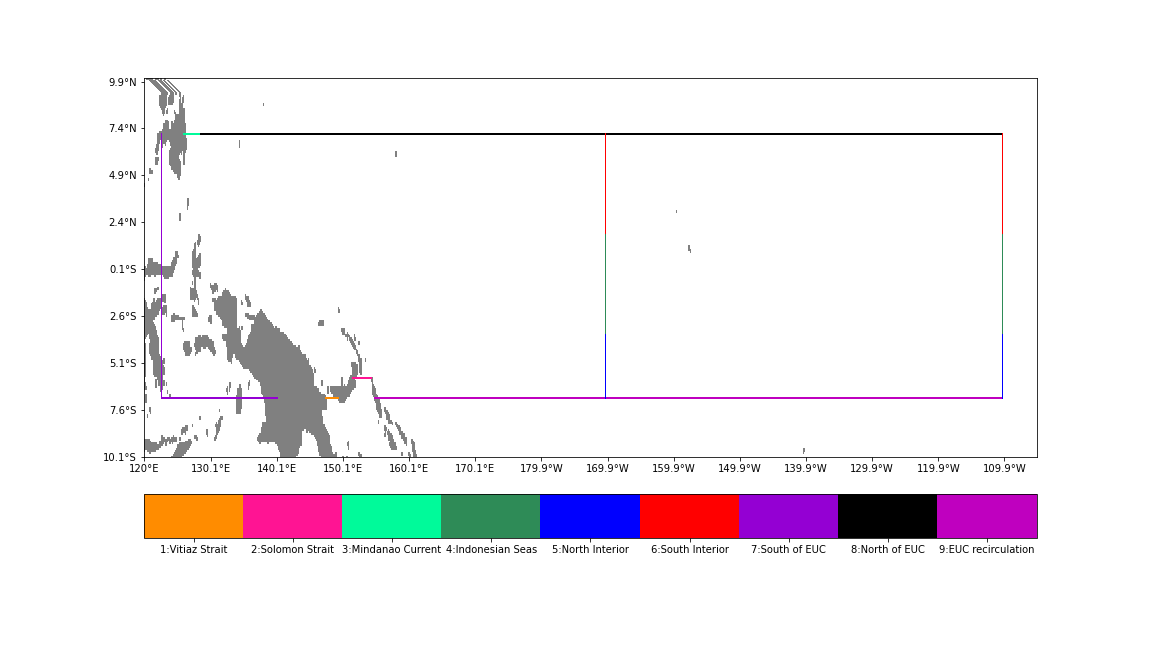 9.9°N
7.4°N
4.9°N
2.4°N
0.1°S
2.6°S
5.1°S
7.6°S
10.1°S
120°E 130.1°E 140.1°E 150.1°E 160.1°E 170.1°E 179.9°W 169.9°W 159.9°W 149.9°W 139.9°W 129.9°W 119.9°W 109.9°W
1:Vitiaz Strait 2:Solomon Strait 3:Mindanao Current 4:Indonesian Seas 5:North Interior 6:South Interior 7:South of EUC 8:North of EUC 9:EUC recirculation